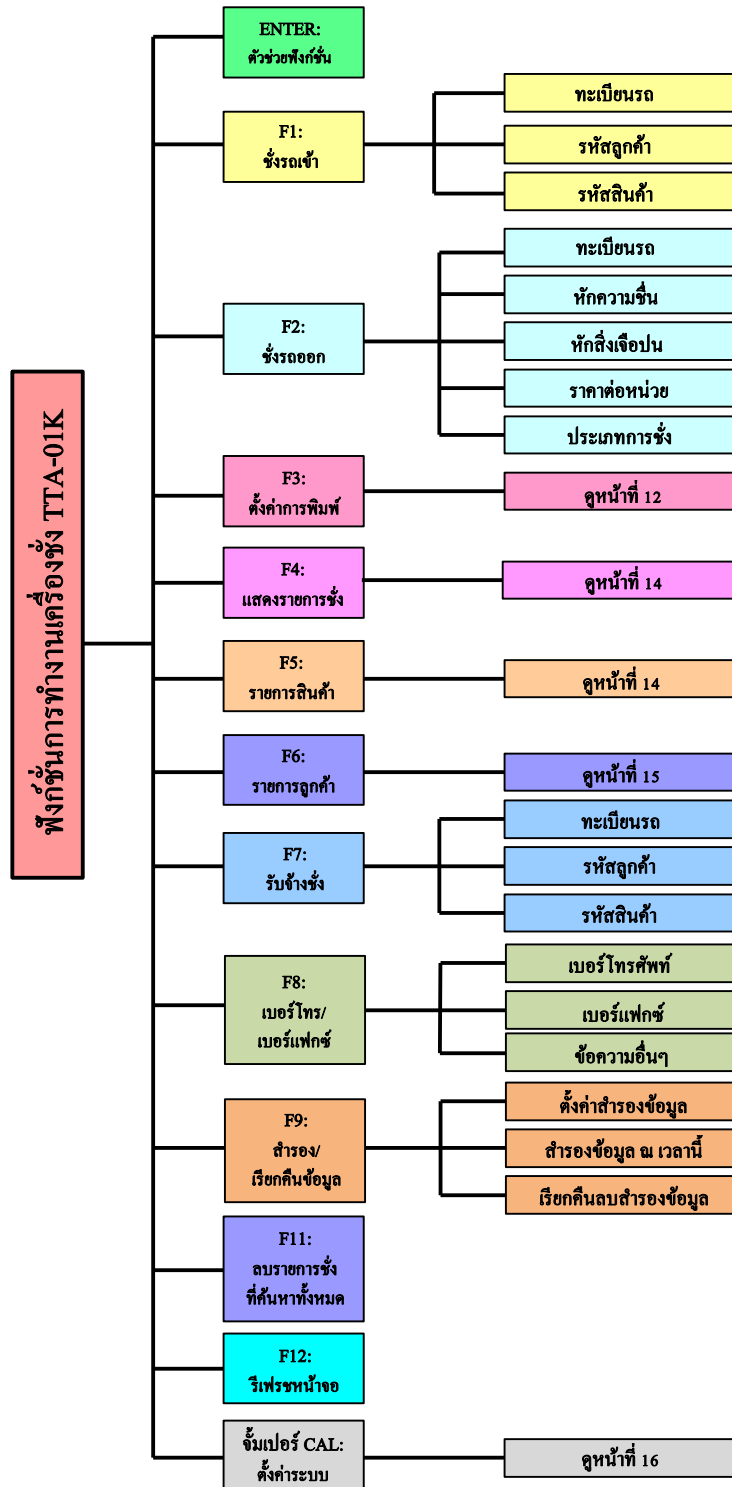 ฟังก์ชั่นการทำงานเครื่องชั่ง TTA-01K
ENTER:
ตัวช่วยฟังก์ชั่น
F1:
ชั่งรถเข้า
ทะเบียนรถ
รหัสลูกค้า
รหัสสินค้า
F2:
ชั่งรถออก
ทะเบียนรถ
หักความชื่น
หักสิ่งเจือปน
ราคาต่อหน่วย
ประเภทการชั่ง
F3:
ตั้งค่าการพิมพ์
ดูหน้าที่ 12
F4:
แสดงรายการชั่ง
ดูหน้าที่ 14
F5:
รายการสินค้า
ดูหน้าที่ 14
F6:
รายการลูกค้า
ดูหน้าที่ 15
F7:
รับจ้างชั่ง
ทะเบียนรถ
รหัสลูกค้า
รหัสสินค้า
F8:
เบอร์โทร/
เบอร์แฟกซ์
เบอร์โทรศัพท์
เบอร์แฟกซ์
ข้อความอื่นๆ
F9:
สำรอง/
เรียกคืนข้อมูล
ตั้งค่าสำรองข้อมูล
สำรองข้อมูล ณ เวลานี้
เรียกคืนลบสำรองข้อมูล
F11:
ลบรายการชั่ง
ที่ค้นหาทั้งหมด
F12:
รีเฟรชหน้าจอ
จั้มเปอร์ CAL:
ตั้งค่าระบบ
ดูหน้าที่ 16